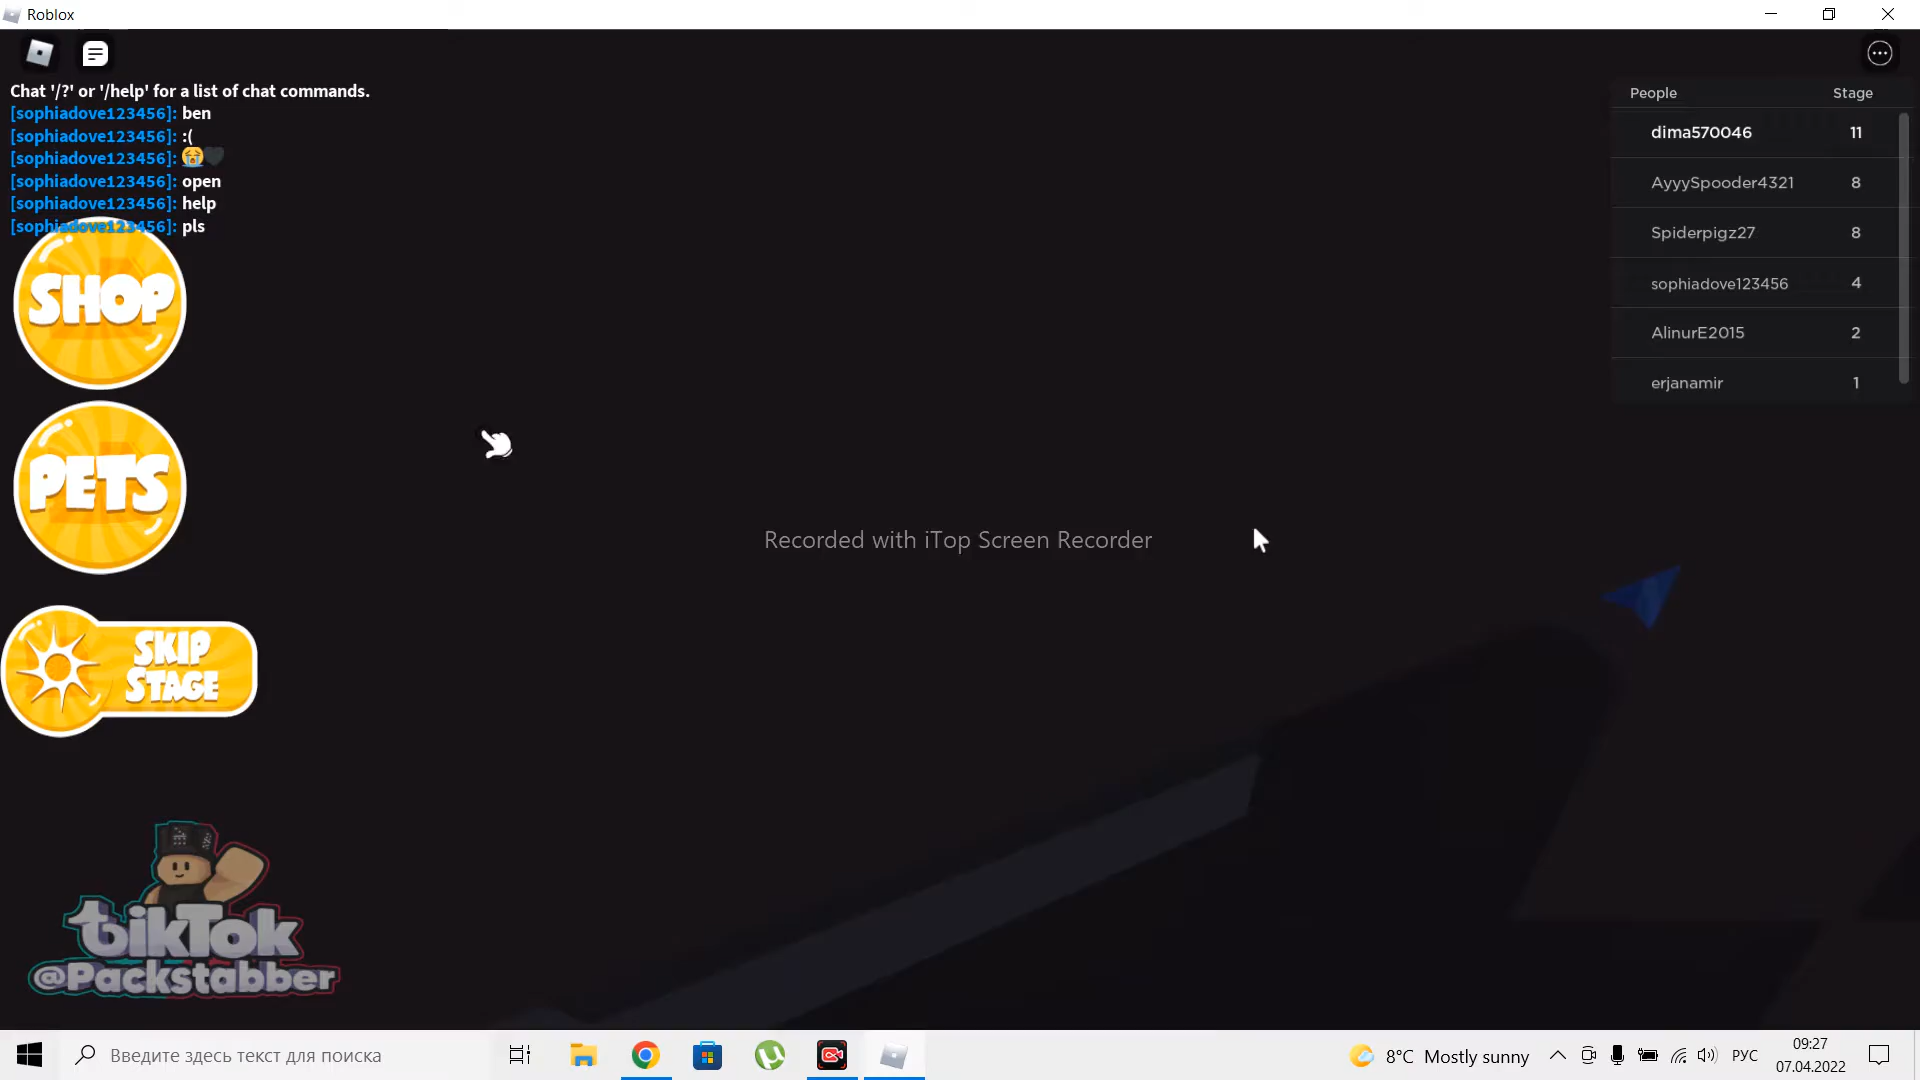 Roblox
Chat '/?' or '/help' for a list of chat commands.
[sophiadove123456]: ben
[sophiadove123456]: :(
[sophiadove123456]: 😭🖤
[sophiadove123456]: open
[sophiadove123456]: help
[sophiadove123456]: pls
People Stage
dima570046 11
AyyySpooder4321 8
Spiderpigz27 8
sophiadove123456 4
AlinurE2015 2
erjanamir 1
SHOP
PETS
SKIP
STAGE
Recorded with iTop Screen Recorder
TikTok
@Packstabber
Введите здесь текст для поиска
8°C Mostly sunny
РУС
09:27
07.04.2022